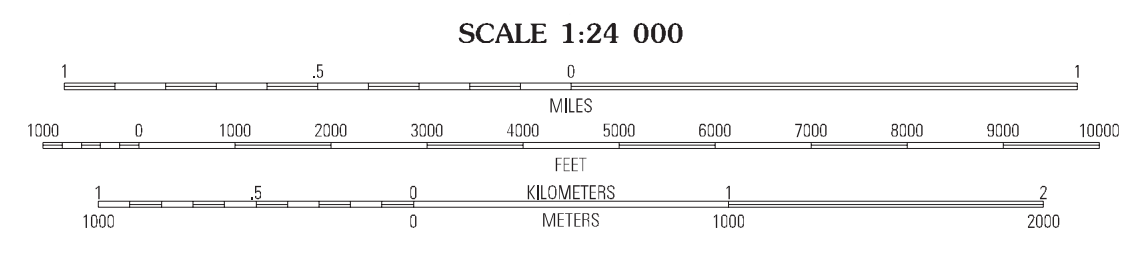 SCALE 1:24 000
1 .5 0 1
MILES
1000 0 1000 2000 3000 4000 5000 6000 7000 8000 9000 10000
FEET
1 .5 0 KILOMETERS 1 2
1000 0 METERS 1000 2000